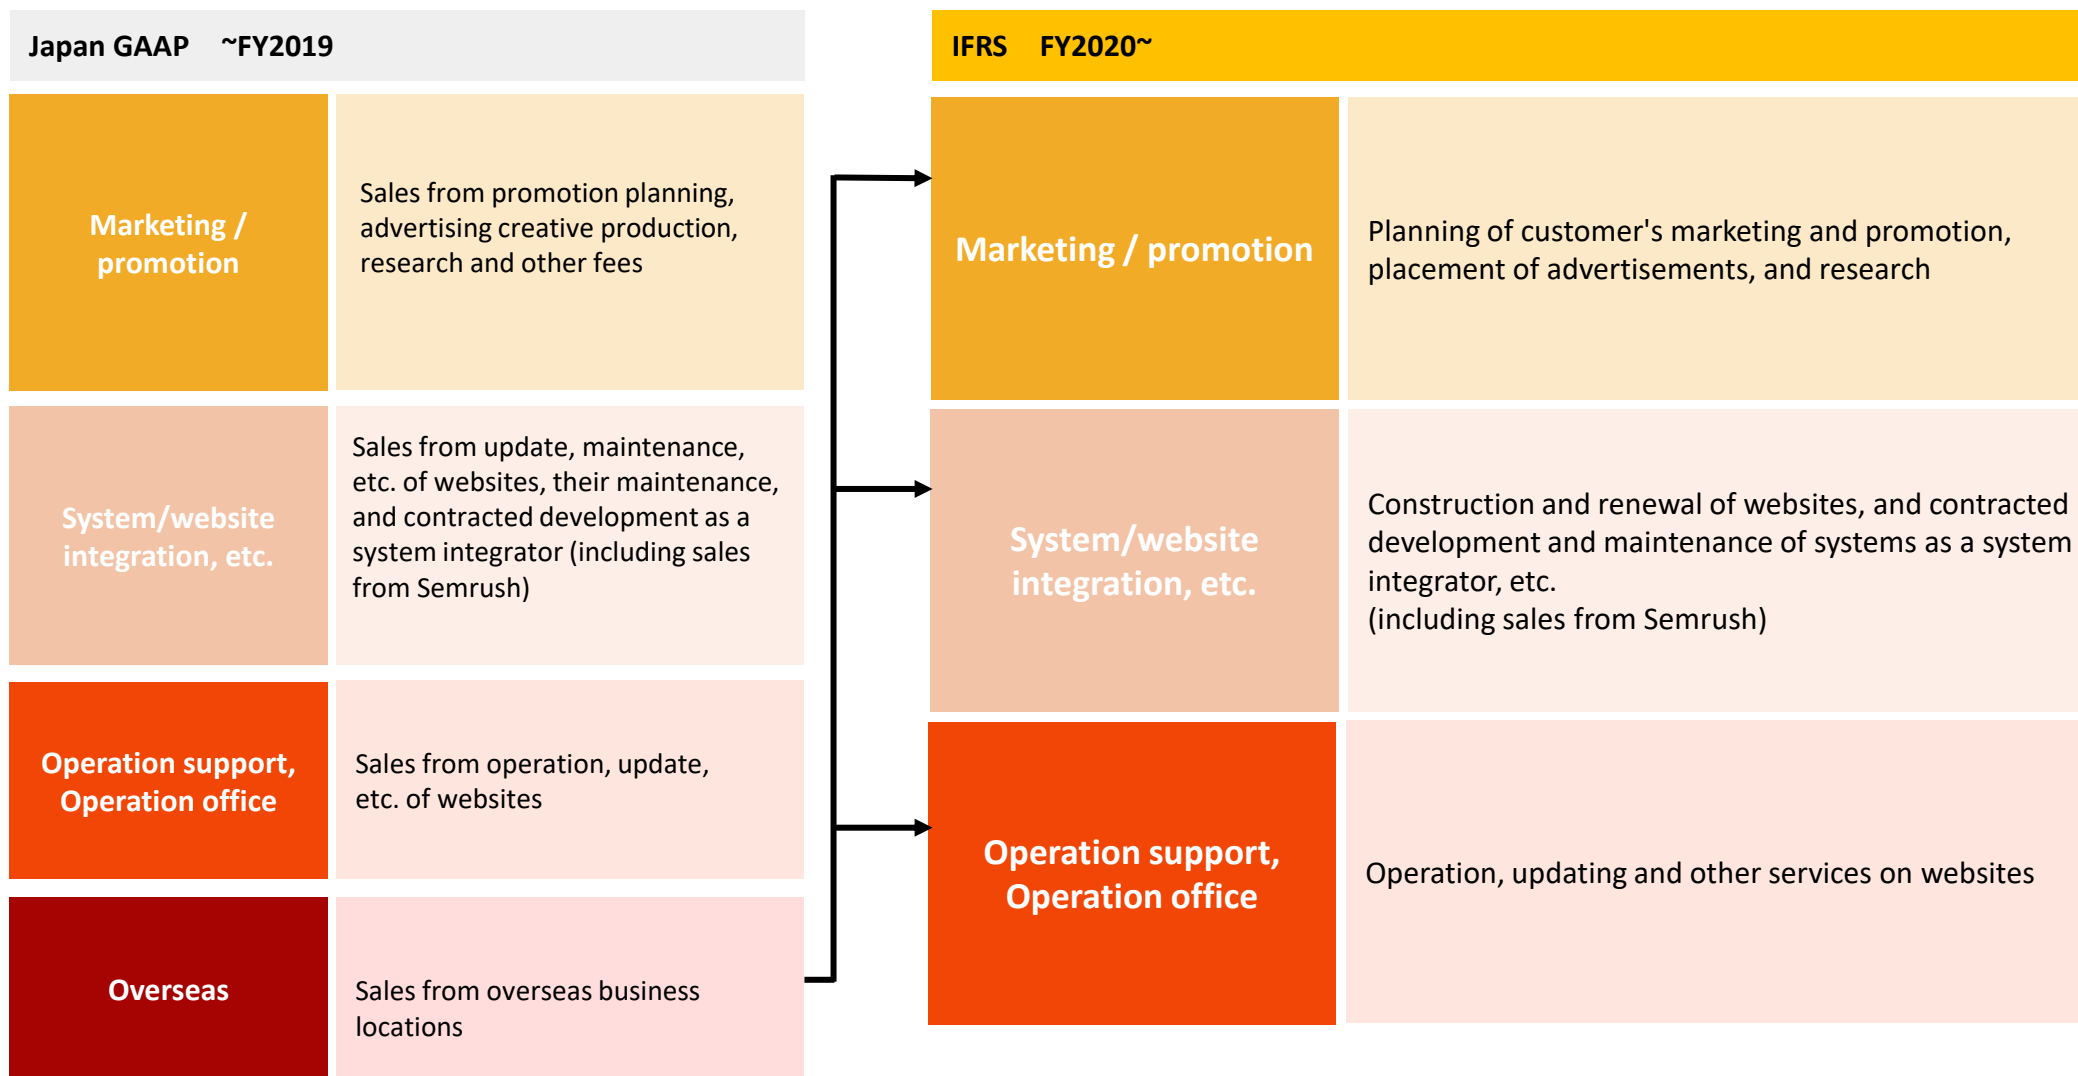 Japan GAAP ~FY2019
Marketing /
promotion
Sales from promotion planning,
advertising creative production,
research and other fees
System/website
integration, etc.
Sales from update, maintenance,
etc. of websites, their maintenance,
and contracted development as a
system integrator (including sales
from Semrush)
Operation support,
Operation office
Sales from operation, update,
etc. of websites
Overseas
Sales from overseas business
locations
IFRS FY2020~
Marketing / promotion
Planning of customer's marketing and promotion,
placement of advertisements, and research
System/website
integration, etc.
Construction and renewal of websites, and contracted
development and maintenance of systems as a system
integrator, etc.
(including sales from Semrush)
Operation support,
Operation office
Operation, updating and other services on websites